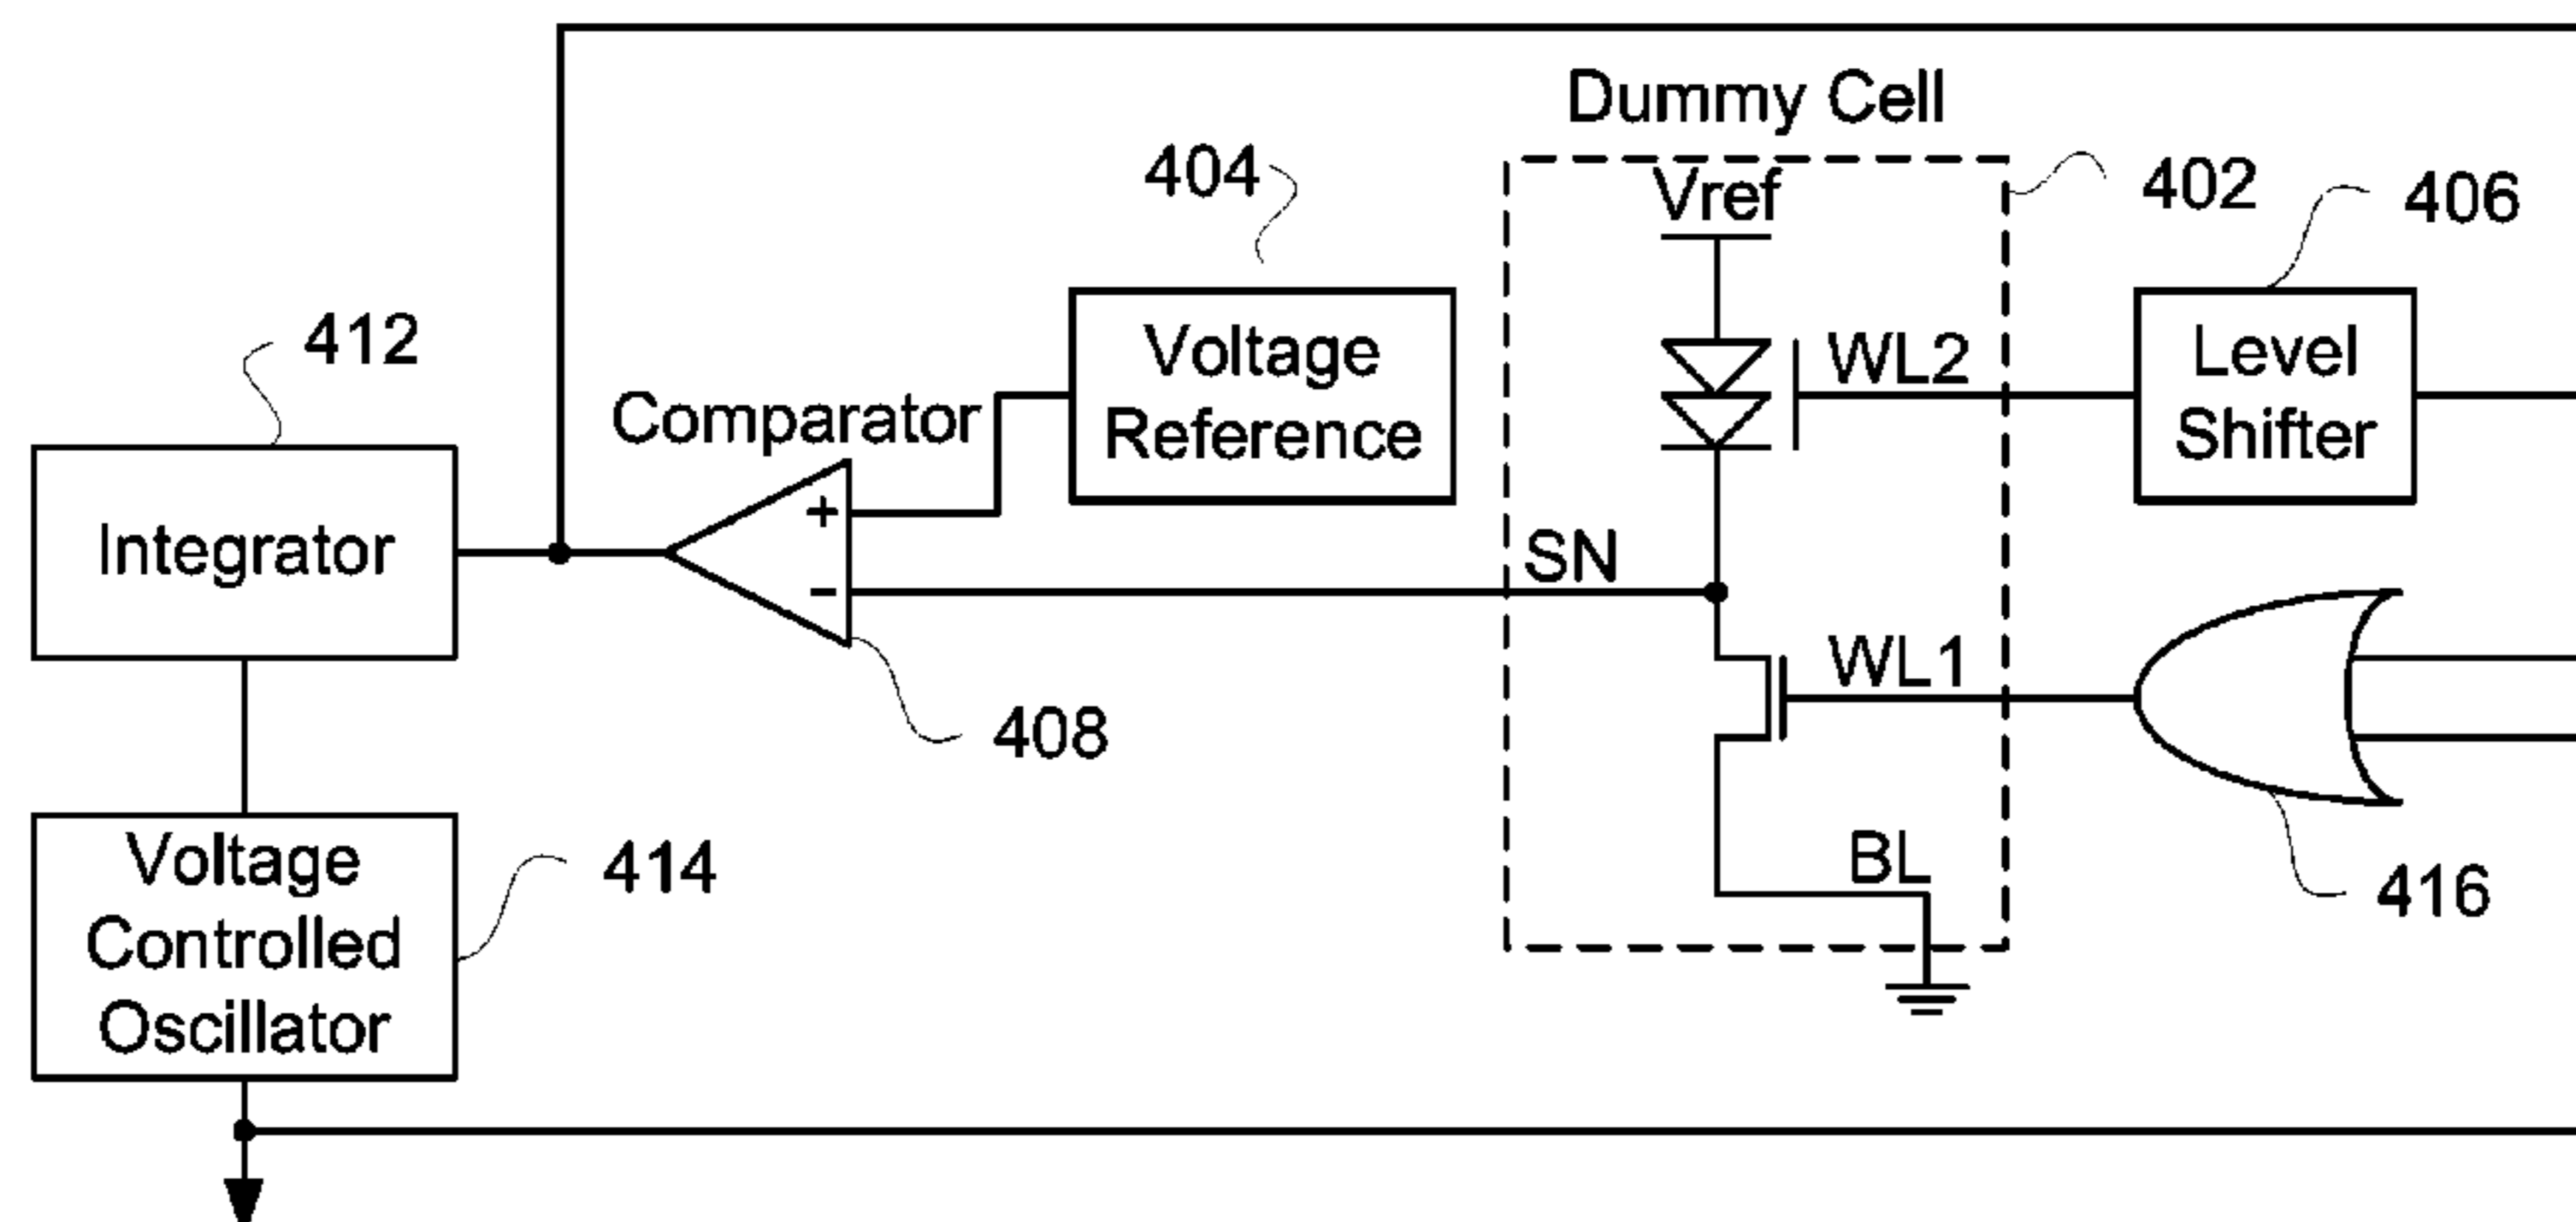 Dummy Cell
404
Vref
402
406
412
Comparator
Voltage
Reference
WL2
Level
Shifter
+
Integrator
SN
-
WL1
408
Voltage
Controlled
Oscillator
414
BL
416